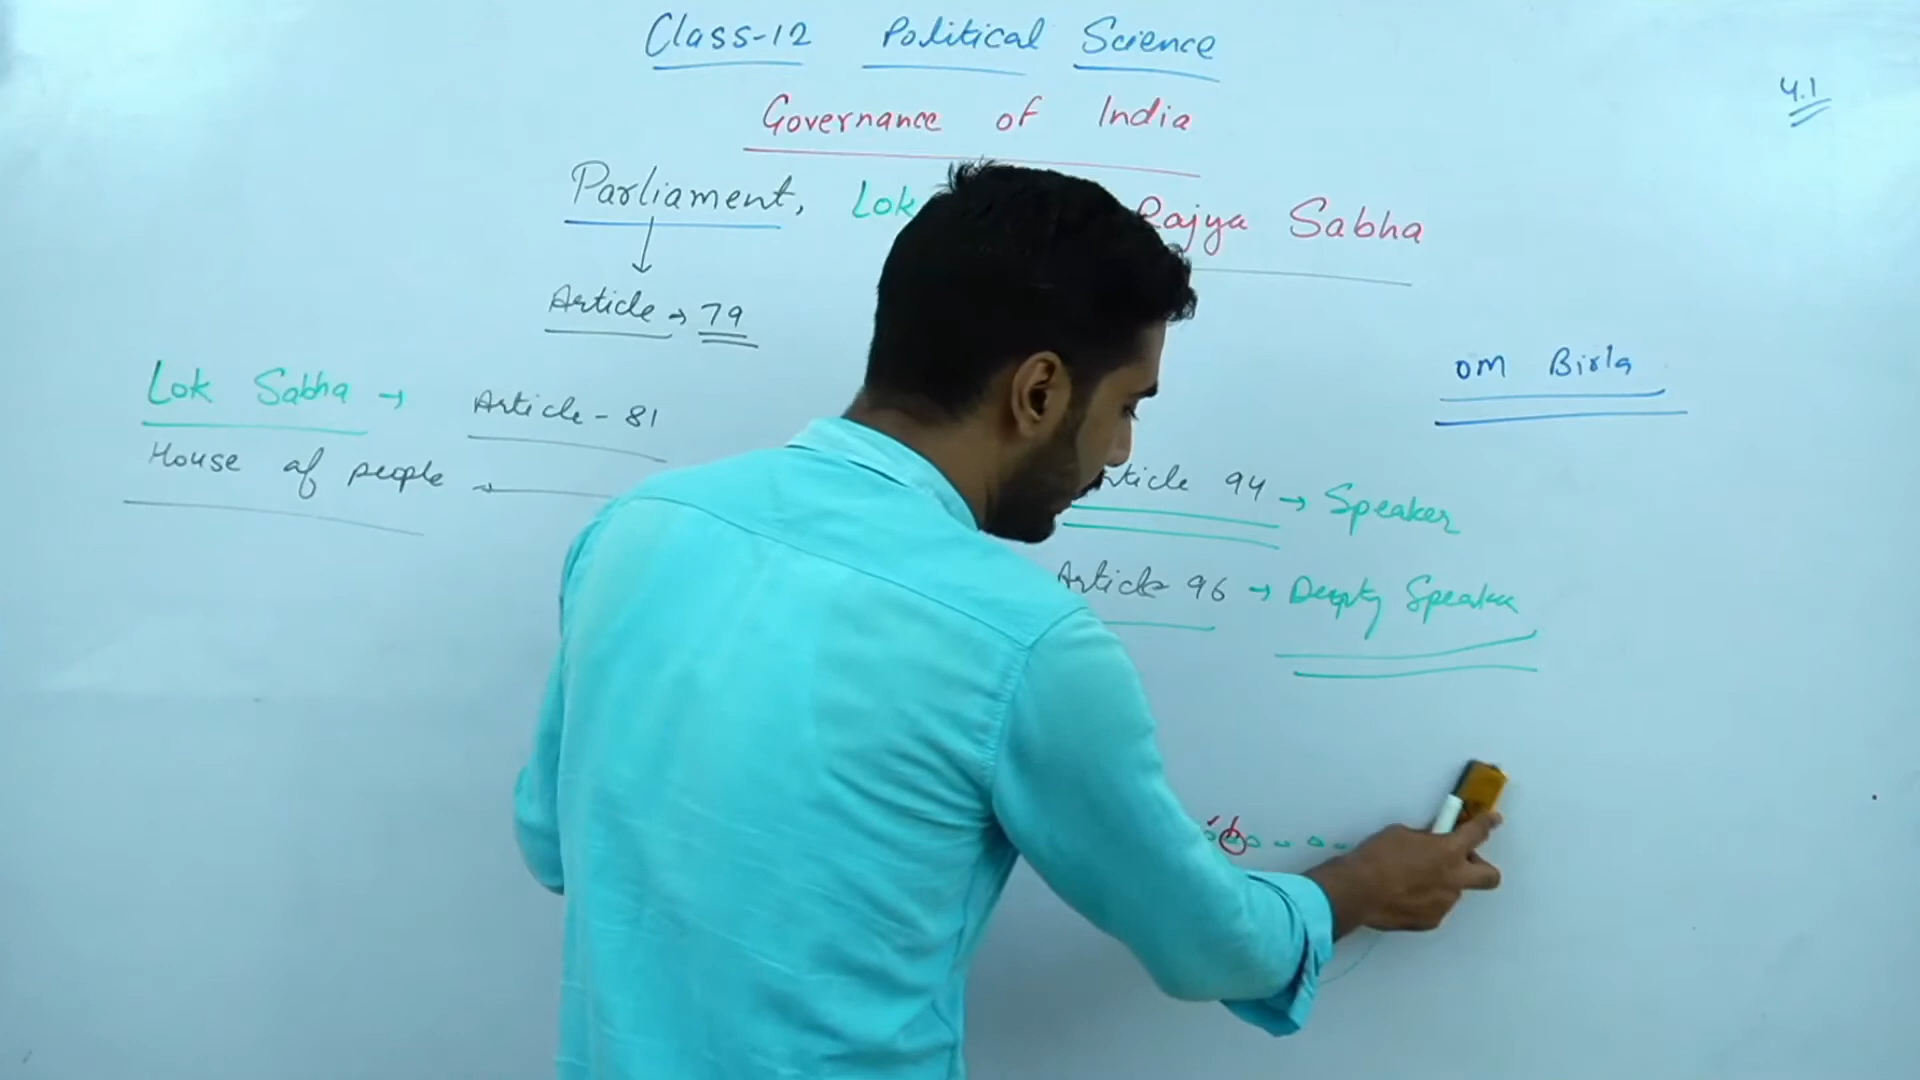 Class-12 Political Science
4.1
Governance of India
Parliament, Lok Rajya Sabha
Article → 79
Om Birla
Lok Sabha → Article - 81
House of people →
Article 94 → Speaker
Article 96 → Deupty Speaker